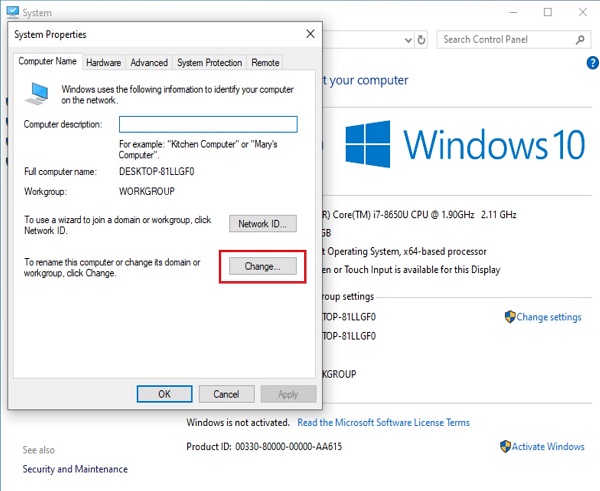 System
System Properties
Search Control Panel
Computer Name Hardware Advanced System Protection Remote
Windows uses the following information to identify your computer
on the network.
Computer description:
For example: "Kitchen Computer" or "Mary's
Computer".
Full computer name: DESKTOP-81LLGF0
Workgroup: WORKGROUP
To use a wizard to join a domain or workgroup, click
Network ID.
Network ID...
To rename this computer or change its domain or
workgroup, click Change.
Change...
OK Cancel Apply
t your computer
Windows 10
R) Core(TM) i7-8650U CPU @ 1.90GHz 2.11 GHz
GB
t Operating System, x64-based processor
en or Touch Input is available for this Display
roup settings
TOP-81LLGF0
Change settings
TOP-81LLGF0
KGROUP
Windows is not activated. Read the Microsoft Software License Terms
Product ID: 00330-80000-00000-AA615
Activate Windows
See also
Security and Maintenance